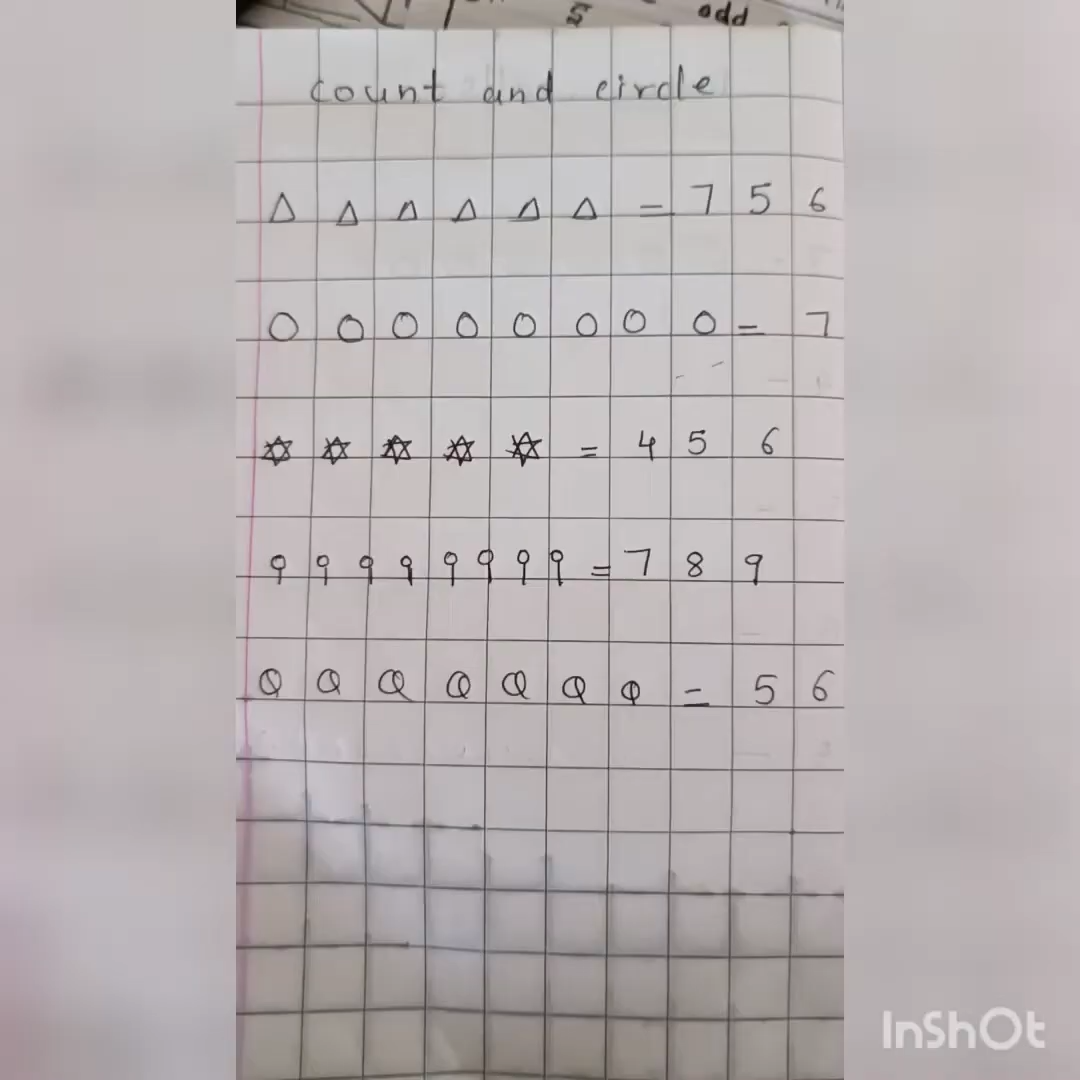 add
count and circle
△ △ △ △ △ △ = 7 5 6
O O O O O O O O = 7
✡ ✡ ✡ ✡ ✡ = 4 5 6
9 9 9 9 9 9 9 9 = 7 8 9
Q Q Q Q Q Q Q = 5 6
InShOt